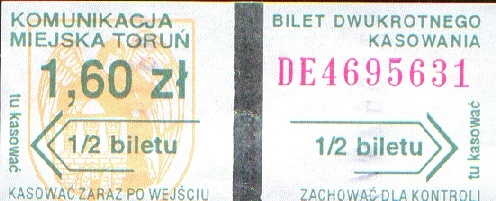 KOMUNIKACJA
MIEJSKA TORUŃ
1,60 zł
tu kasować
1/2 biletu
KASOWAĆ ZARAZ PO WEJŚCIU
BILET DWUKROTNEGO
KASOWANIA
DE4695631
1/2 biletu
tu kasować
ZACHOWAĆ DLA KONTROLI